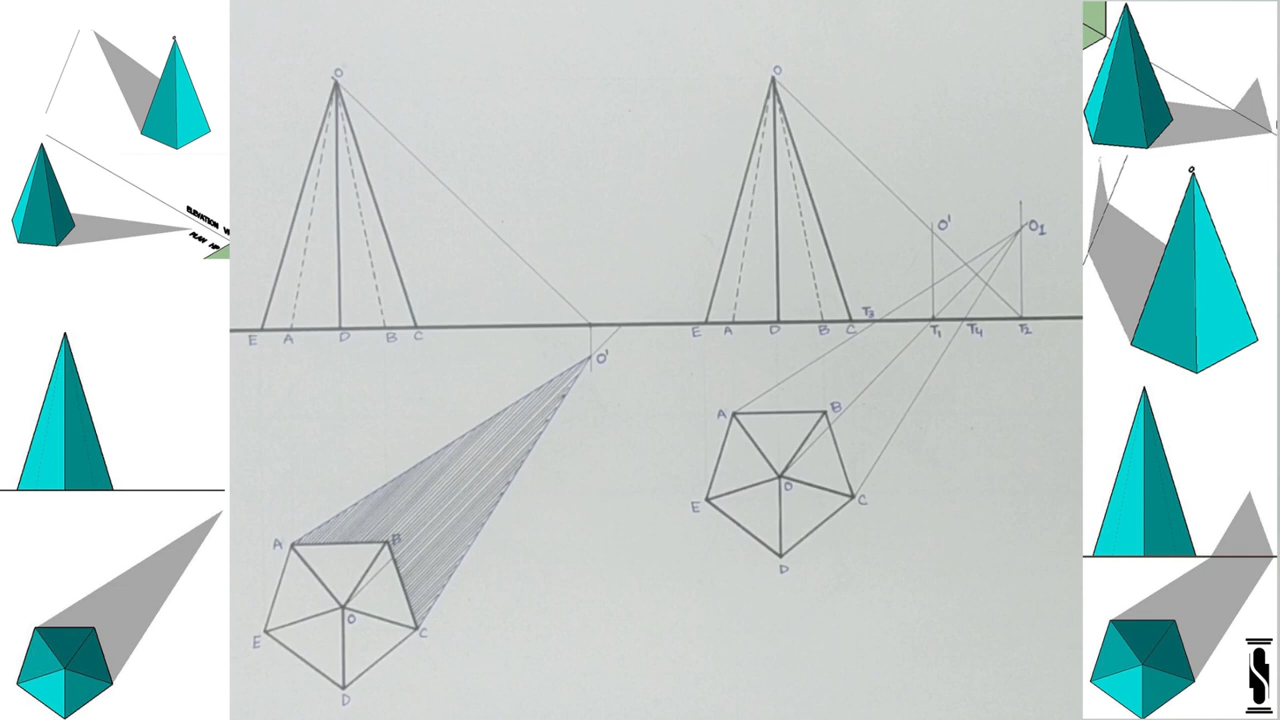 O
O
O
O
ELEVATION
PLAN
O'
O1
E A D B C
E A D B C T3 T1 T4 T2
O'
A B
O
E C
D
A B
O
E C
D